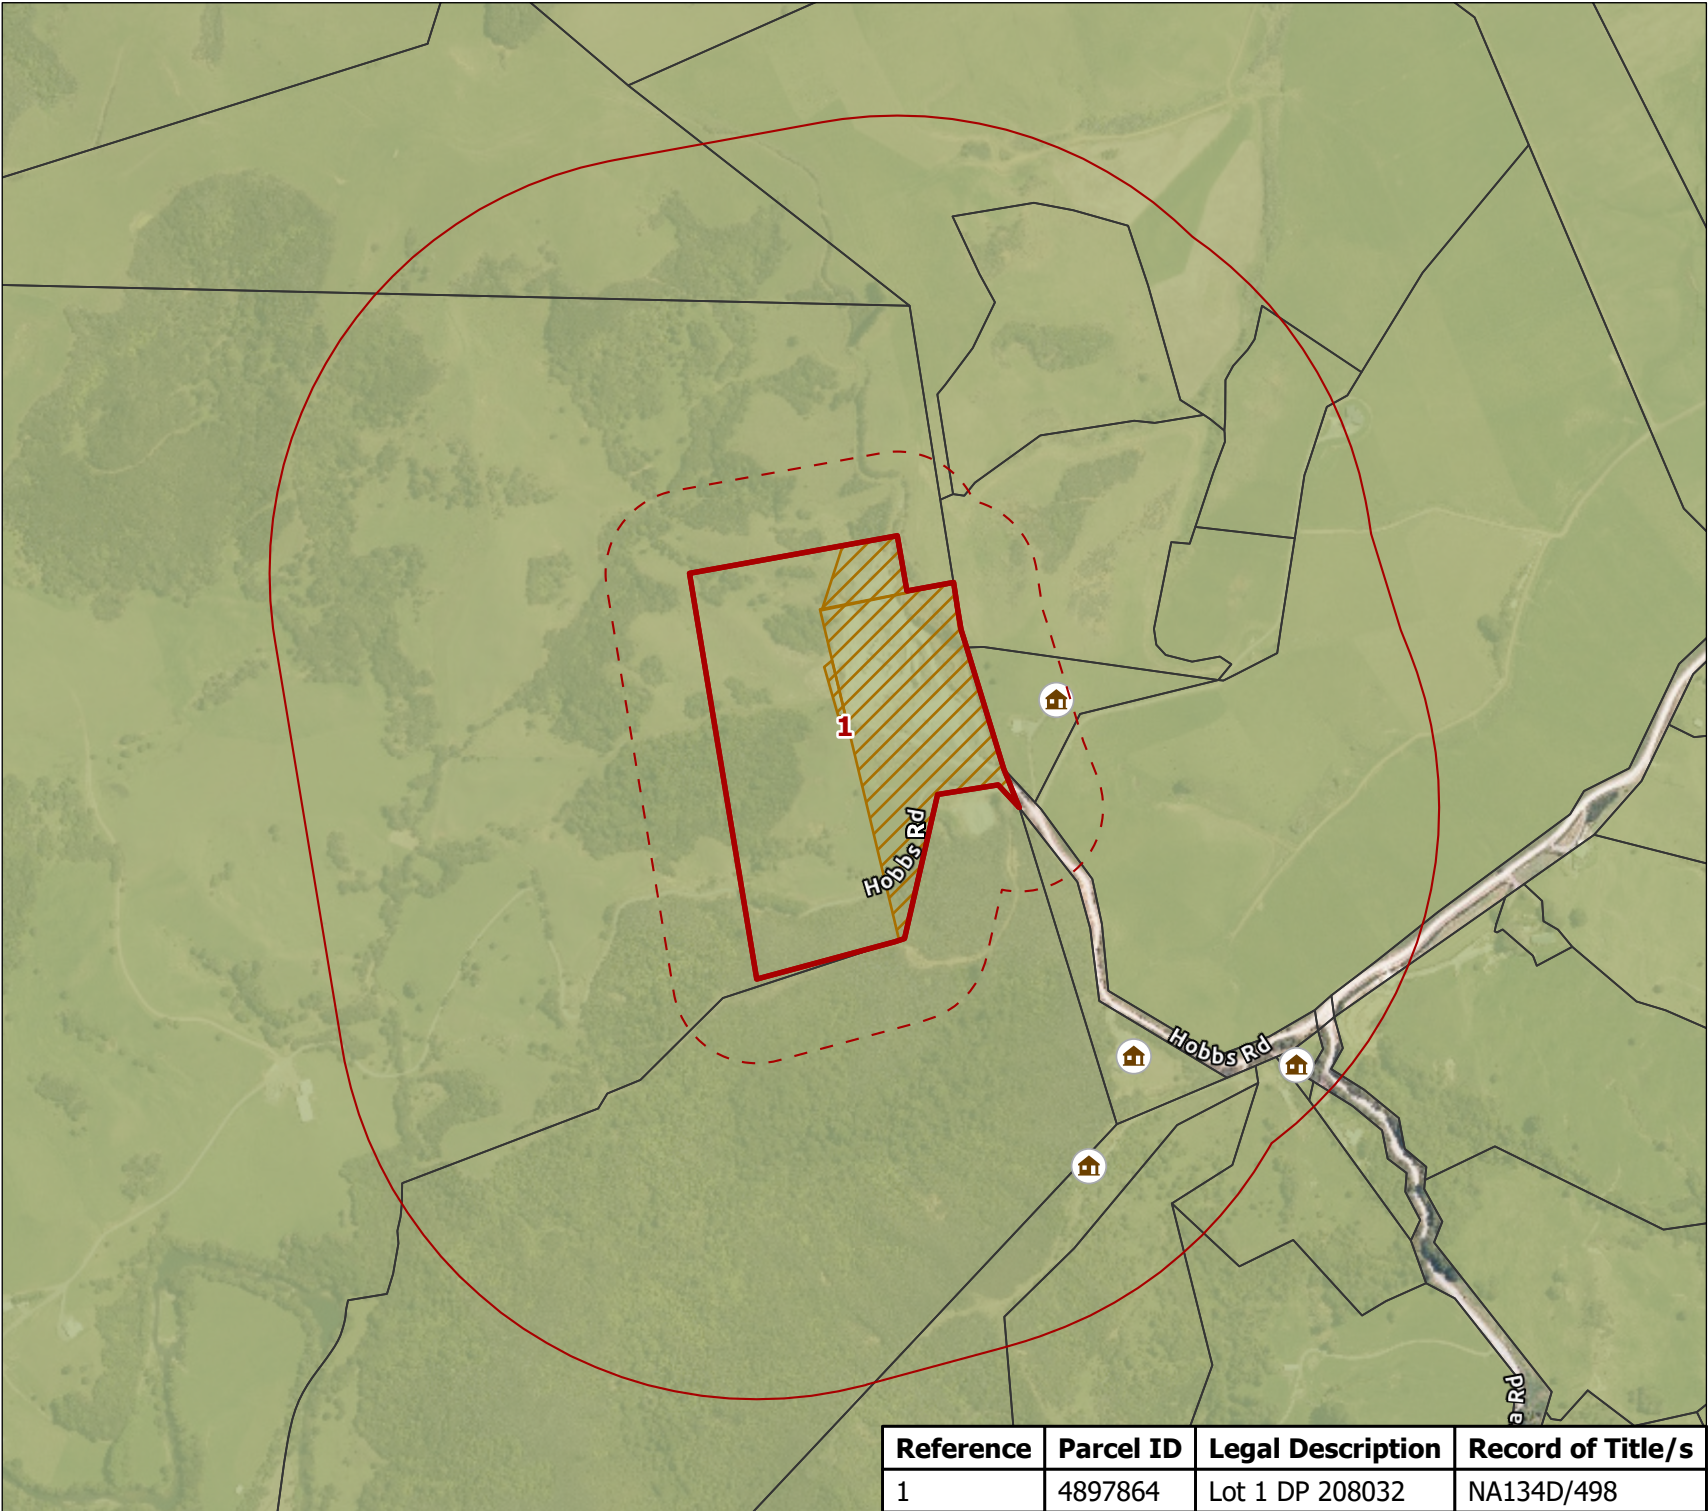 1
Hobbs Rd
Hobbs Rd
a Rd
Reference Parcel ID Legal Description Record of Title/s
1 4897864 Lot 1 DP 208032 NA134D/498